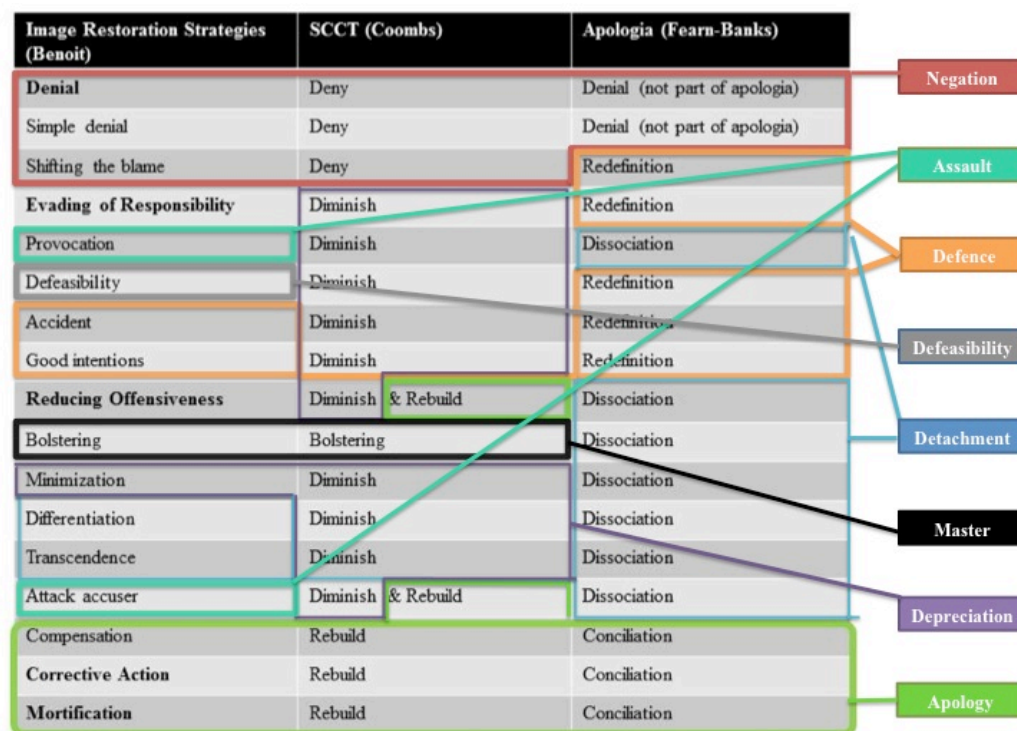 Image Restoration Strategies (Benoit) SCCT (Coombs) Apologia (Fearn-Banks)
Denial Deny Denial (not part of apologia)
Simple denial Deny Denial (not part of apologia)
Shifting the blame Deny Redefinition
Evading of Responsibility Diminish Redefinition
Provocation Diminish Dissociation
Defeasibility Diminish Redefinition
Accident Diminish Redefinition
Good intentions Diminish Redefinition
Reducing Offensiveness Diminish & Rebuild Dissociation
Bolstering Bolstering Dissociation
Minimization Diminish Dissociation
Differentiation Diminish Dissociation
Transcendence Diminish Dissociation
Attack accuser Diminish & Rebuild Dissociation
Compensation Rebuild Conciliation
Corrective Action Rebuild Conciliation
Mortification Rebuild Conciliation
Negation
Assault
Defence
Defeasibility
Detachment
Master
Depreciation
Apology